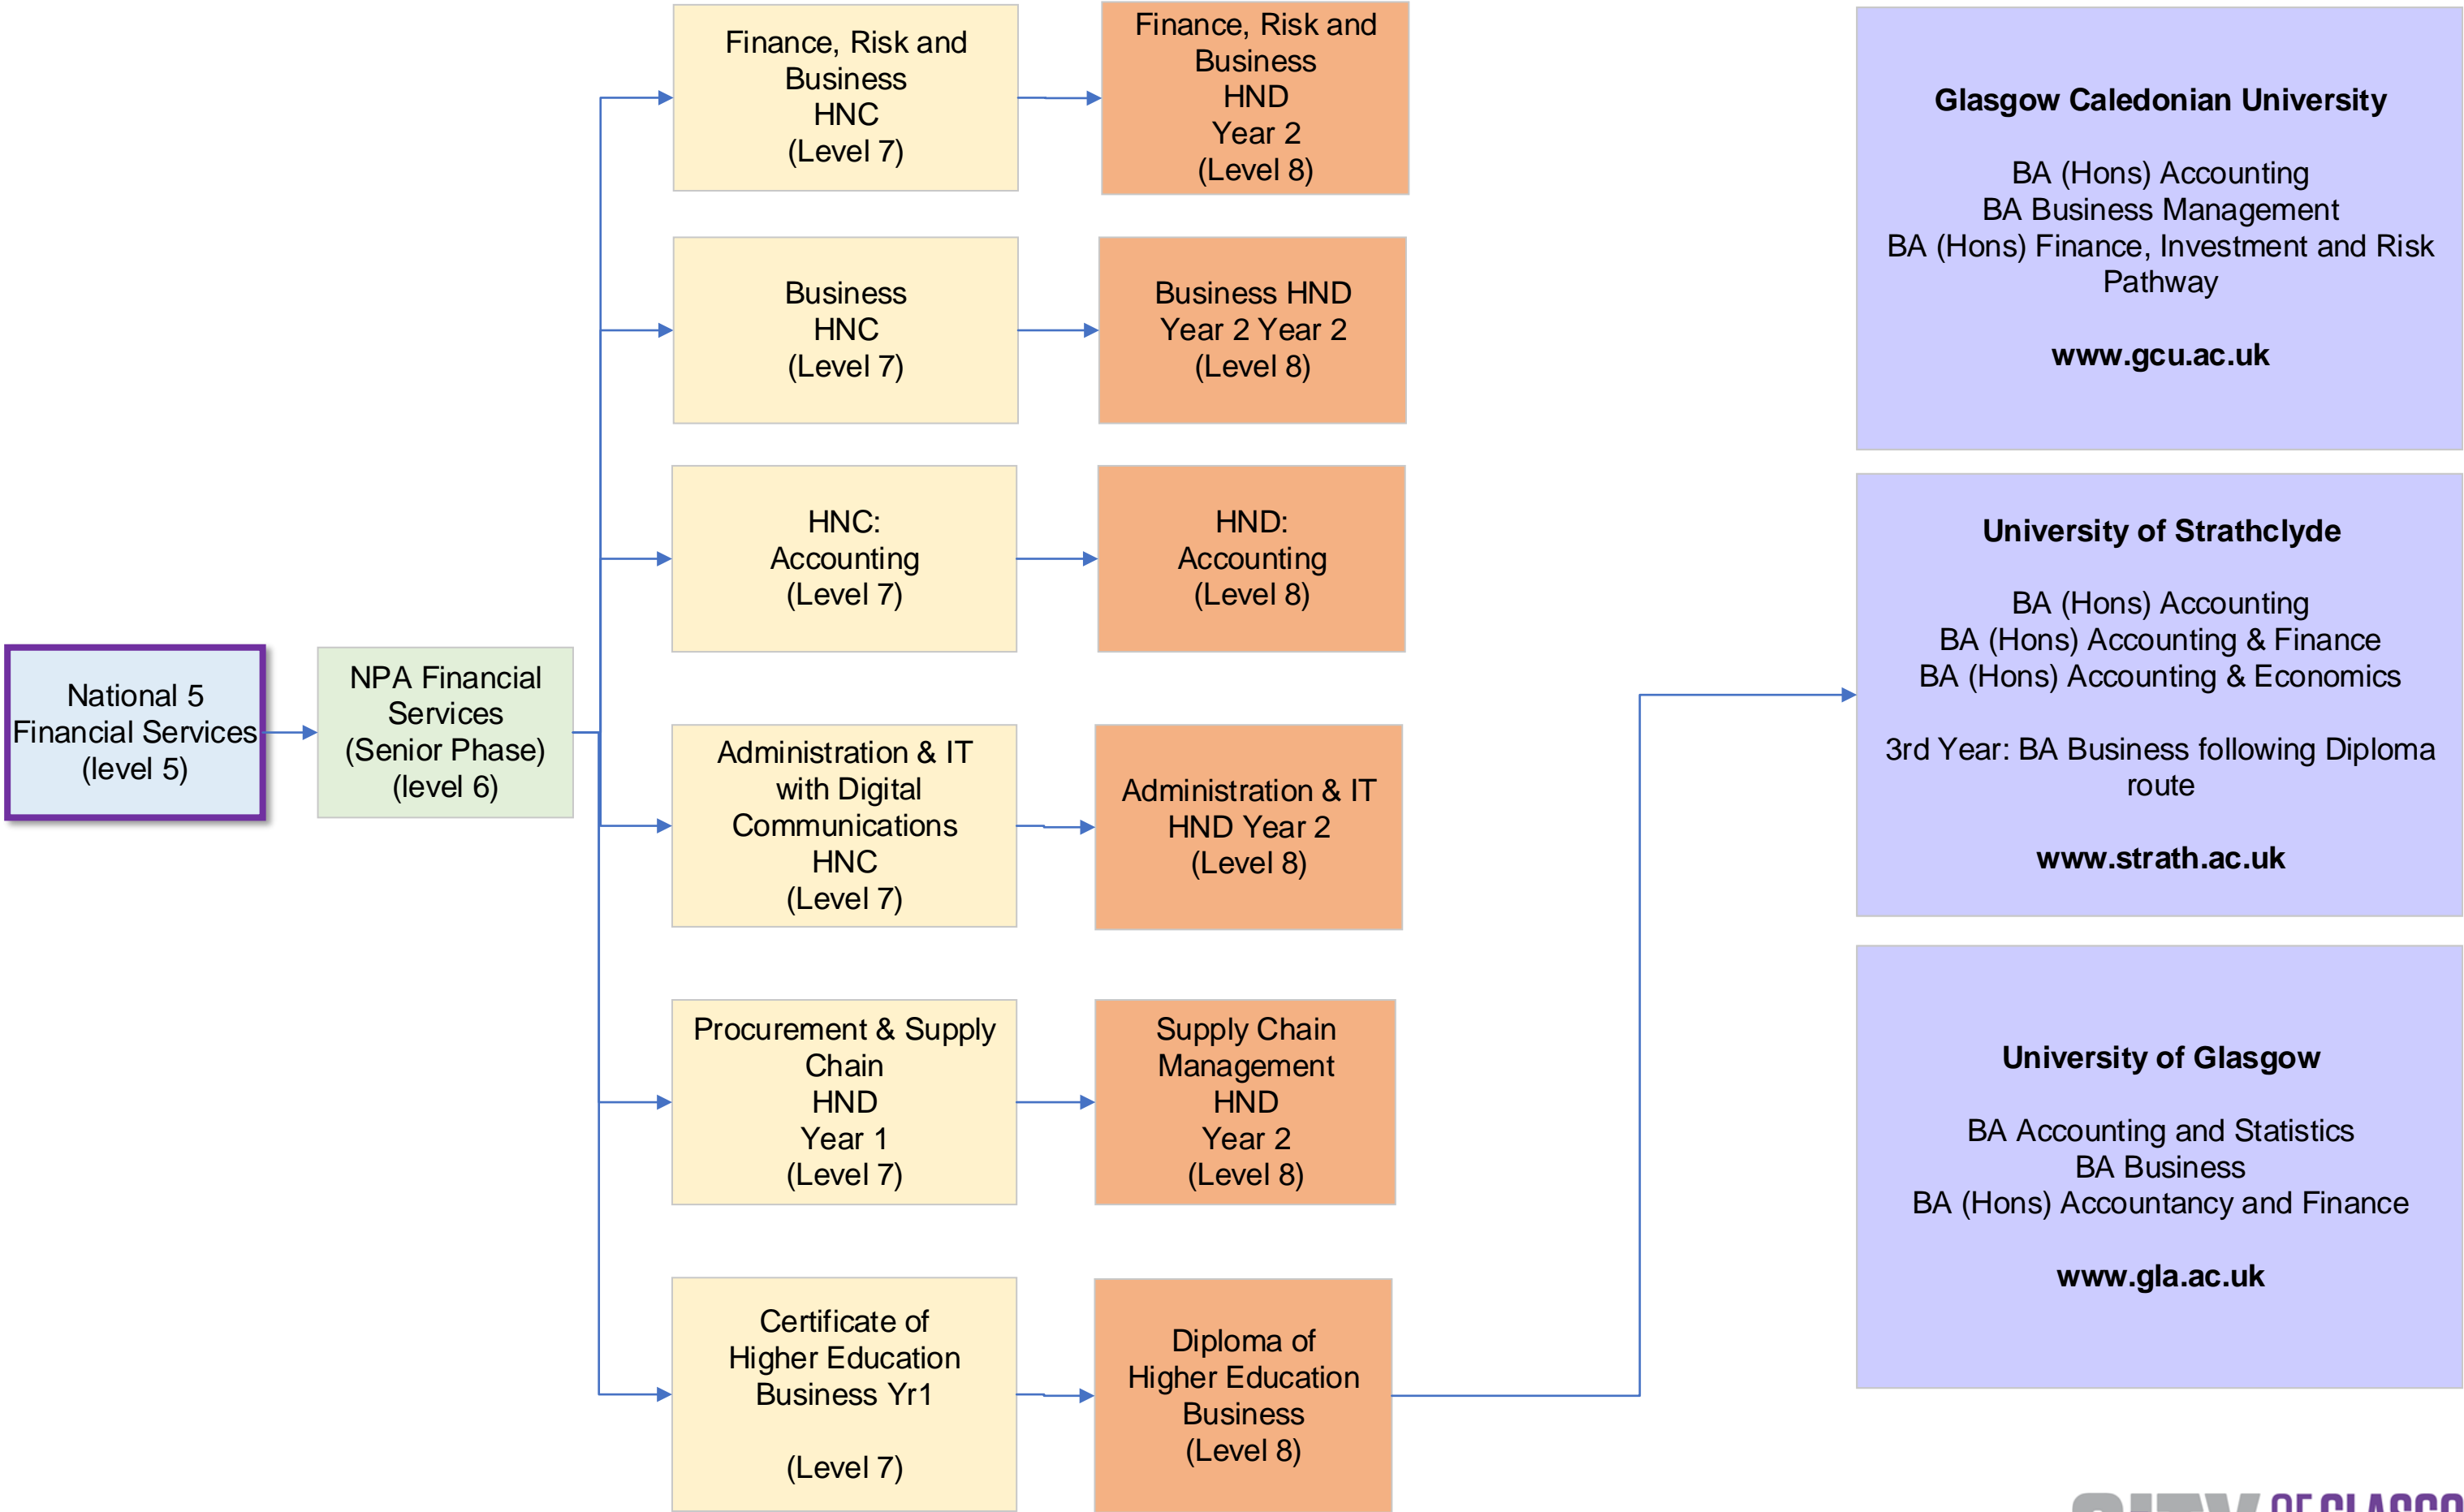 National 5
Financial Services
(level 5)
NPA Financial
Services
(Senior Phase)
(level 6)
Finance, Risk and
Business
HNC
(Level 7)
Finance, Risk and
Business
HND
Year 2
(Level 8)
Business
HNC
(Level 7)
Business HND
Year 2 Year 2
(Level 8)
HNC:
Accounting
(Level 7)
HND:
Accounting
(Level 8)
Administration & IT
with Digital
Communications
HNC
(Level 7)
Administration & IT
HND Year 2
(Level 8)
Procurement & Supply
Chain
HND
Year 1
(Level 7)
Supply Chain
Management
HND
Year 2
(Level 8)
Certificate of
Higher Education
Business Yr1
(Level 7)
Diploma of
Higher Education
Business
(Level 8)
Glasgow Caledonian University
BA (Hons) Accounting
BA Business Management
BA (Hons) Finance, Investment and Risk
Pathway
www.gcu.ac.uk
University of Strathclyde
BA (Hons) Accounting
BA (Hons) Accounting & Finance
BA (Hons) Accounting & Economics
3rd Year: BA Business following Diploma
route
www.strath.ac.uk
University of Glasgow
BA Accounting and Statistics
BA Business
BA (Hons) Accountancy and Finance
www.gla.ac.uk